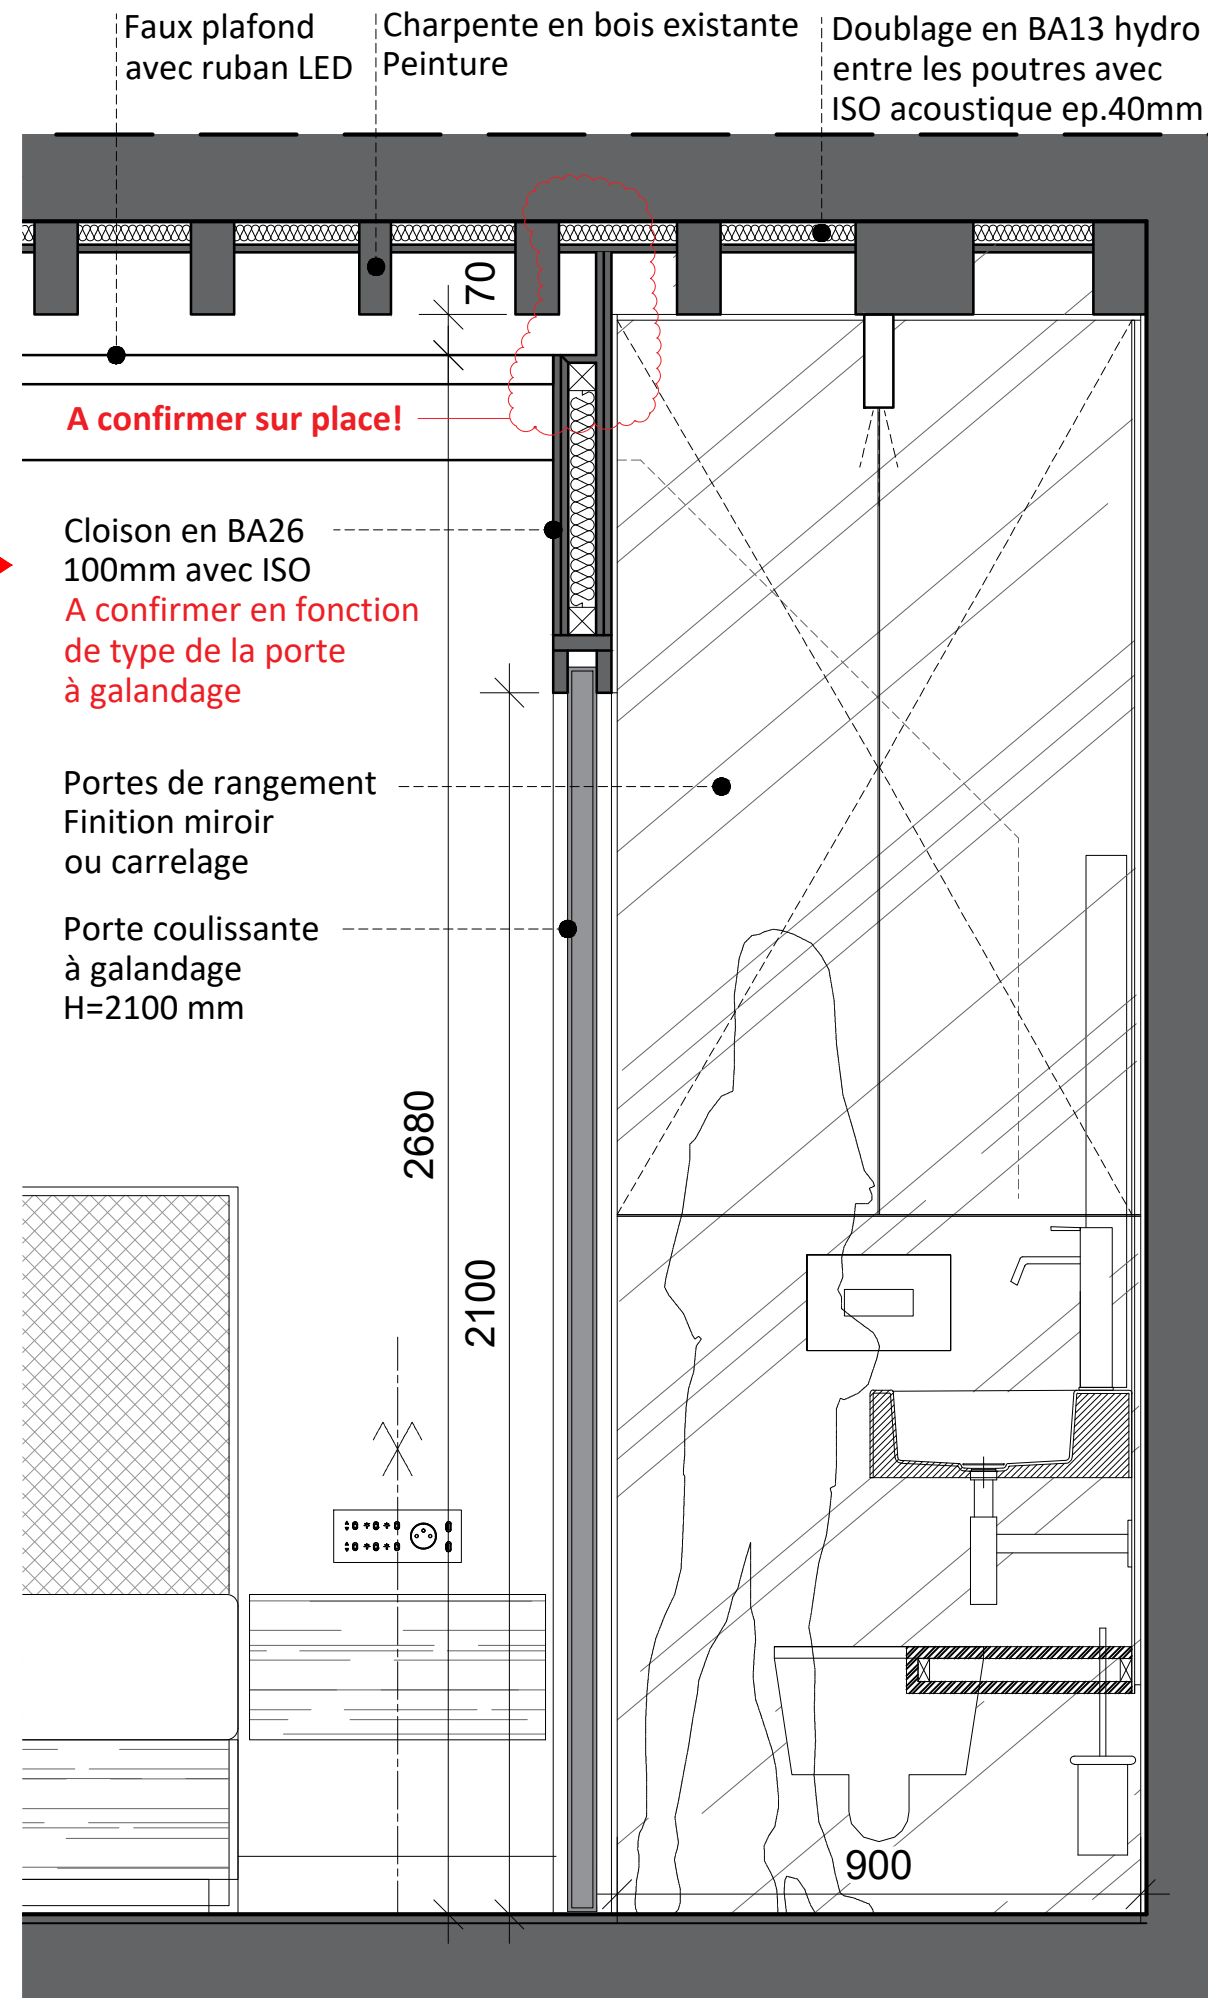 Faux plafond
avec ruban LED
Charpente en bois existante
Peinture
Doublage en BA13 hydro
entre les poutres avec
ISO acoustique ep.40mm
70
A confirmer sur place!
Cloison en BA26
100mm avec ISO
A confirmer en fonction
de type de la porte
à galandage
Portes de rangement
Finition miroir
ou carrelage
Porte coulissante
à galandage
H=2100 mm
2680
2100
900